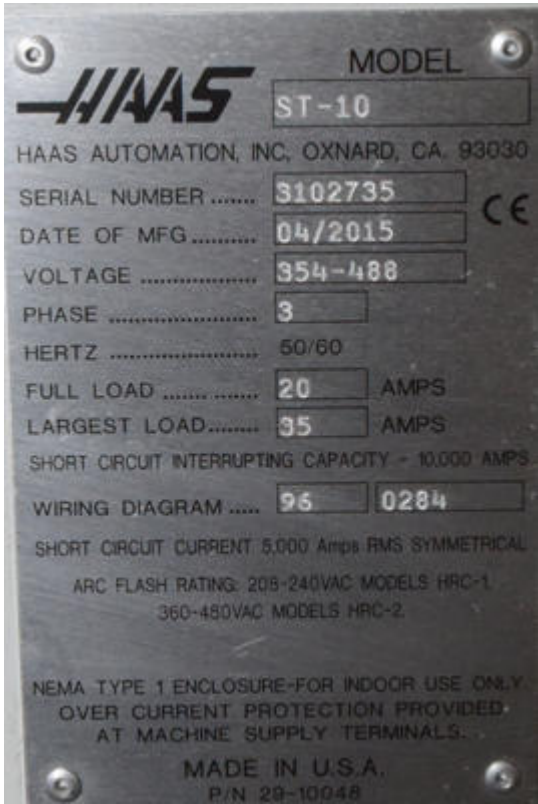 MODEL
HAAS ST-10
HAAS AUTOMATION, INC, OXNARD, CA. 93030
SERIAL NUMBER ....... 3102735
CE
DATE OF MFG.......... 04/2015
VOLTAGE .................. 354-488
PHASE ....................... 3
HERTZ ....................... 50/60
FULL LOAD ....... ........ 20 AMPS
LARGEST LOAD........ 35 AMPS
SHORT CIRCUIT INTERRUPTING CAPACITY - 10,000 AMPS
WIRING DIAGRAM ..... 96 0284
SHORT CIRCUIT CURRENT 5,000 Amps RMS SYMMETRICAL
ARC FLASH RATING: 208-240VAC MODELS HRC-1,
360-480VAC MODELS HRC-2.
NEMA TYPE 1 ENCLOSURE-FOR INDOOR USE ONLY.
OVER CURRENT PROTECTION PROVIDED
AT MACHINE SUPPLY TERMINALS.
MADE IN U.S.A.
P/N 29-10048